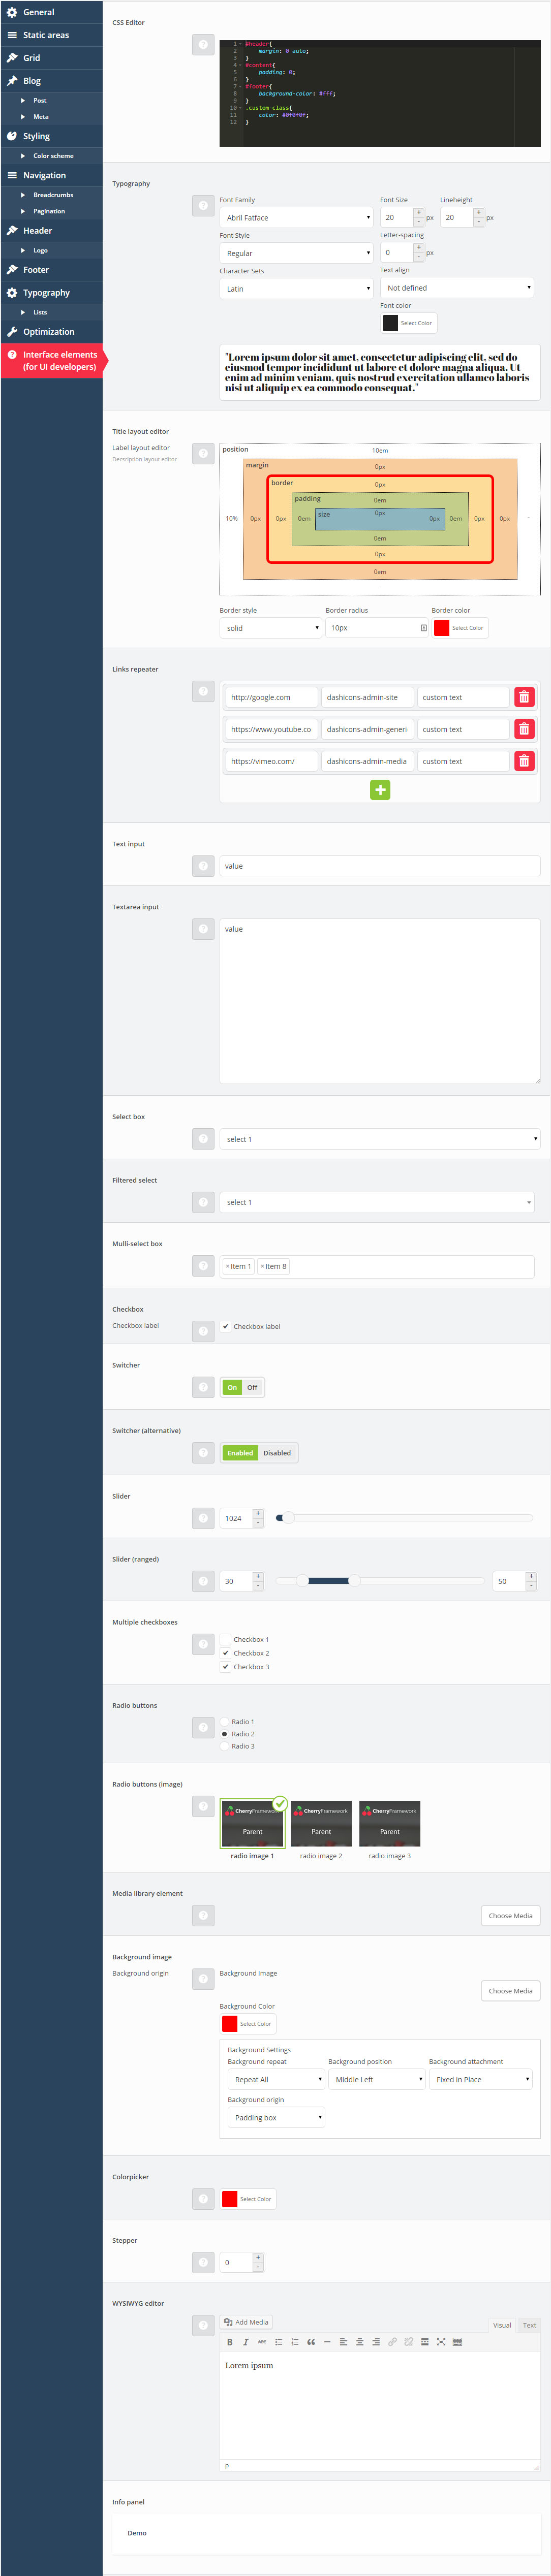 General
Static areas
Grid
Blog
Post
Meta
Styling
Color scheme
Navigation
Breadcrumbs
Pagination
Header
Logo
Footer
Typography
Lists
Optimization
Interface elements
(for UI developers)
CSS Editor
1 #header{
2 margin: 0 auto;
3 }
4 #content{
5 padding: 0;
6 }
7 #footer{
8 background-color: #fff;
9 }
10 .custom-class{
11 color: #0f0f0f;
12 }
Typography
Font Family Font Size Lineheight
Abril Fatface 20 + - px 20 + - px
Font Style Letter-spacing
Regular 0 + - px
Character Sets Text align
Latin Not defined
Font color
Select Color
"Lorem ipsum dolor sit amet, consectetur adipiscing elit, sed do
eiusmod tempor incididunt ut labore et dolore magna aliqua. Ut
enim ad minim veniam, quis nostrud exercitation ullamco laboris
nisi ut aliquip ex ea commodo consequat."
Title layout editor
Label layout editor
Decsription layout editor
position 10em
margin 0px
border 0px
padding 0em
size 0px
10% 0px 0px 0em 0px 0em 0px 0px -
0em
0px
0em
-
Border style Border radius Border color
solid 10px Select Color
Links repeater
http://google.com dashicons-admin-site custom text
https://www.youtube.co dashicons-admin-generi custom text
https://vimeo.com/ dashicons-admin-media custom text
Text input
value
Textarea input
value
Select box
select 1
Filtered select
select 1
Mulli-select box
× Item 1 × Item 8
Checkbox
Checkbox label Checkbox label
Switcher
On Off
Switcher (alternative)
Enabled Disabled
Slider
1024 + -
Slider (ranged)
30 + - 50 + -
Multiple checkboxes
Checkbox 1
Checkbox 2
Checkbox 3
Radio buttons
Radio 1
Radio 2
Radio 3
Radio buttons (image)
CherryFramework CherryFramework CherryFramework
Parent Parent Parent
radio image 1 radio image 2 radio image 3
Media library element
Choose Media
Background image
Background origin Background Image
Choose Media
Background Color
Select Color
Background Settings
Background repeat Background position Background attachment
Repeat All Middle Left Fixed in Place
Background origin
Padding box
Colorpicker
Select Color
Stepper
0 + -
WYSIWYG editor
Add Media Visual Text
B I ABC
Lorem ipsum
P
Info panel
Demo